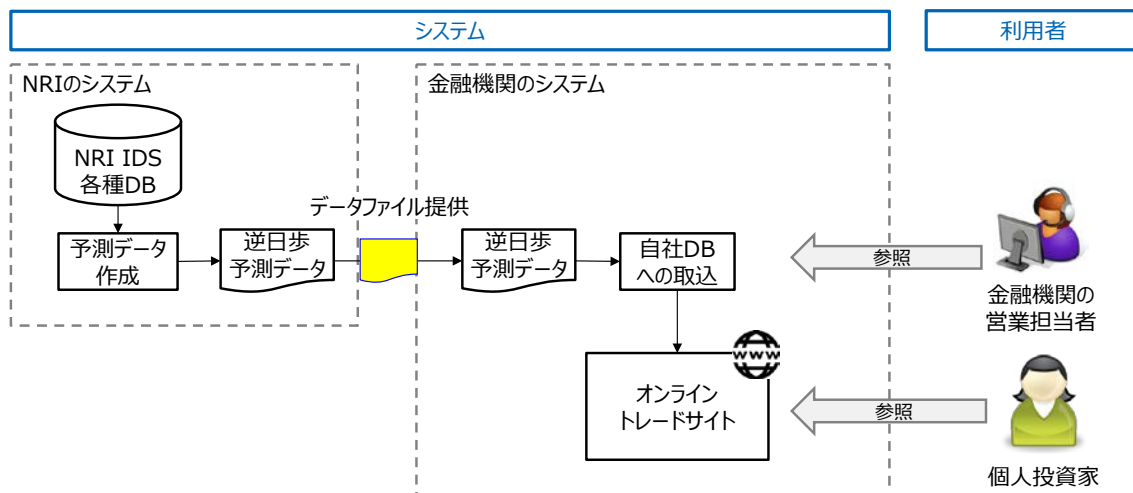 システム
利用者
NRIのシステム
金融機関のシステム
NRI IDS
各種DB
データファイル提供
予測データ
作成
逆日歩
予測データ
逆日歩
予測データ
自社DB
への取込
参照
金融機関の
営業担当者
www
オンライン
トレードサイト
参照
個人投資家